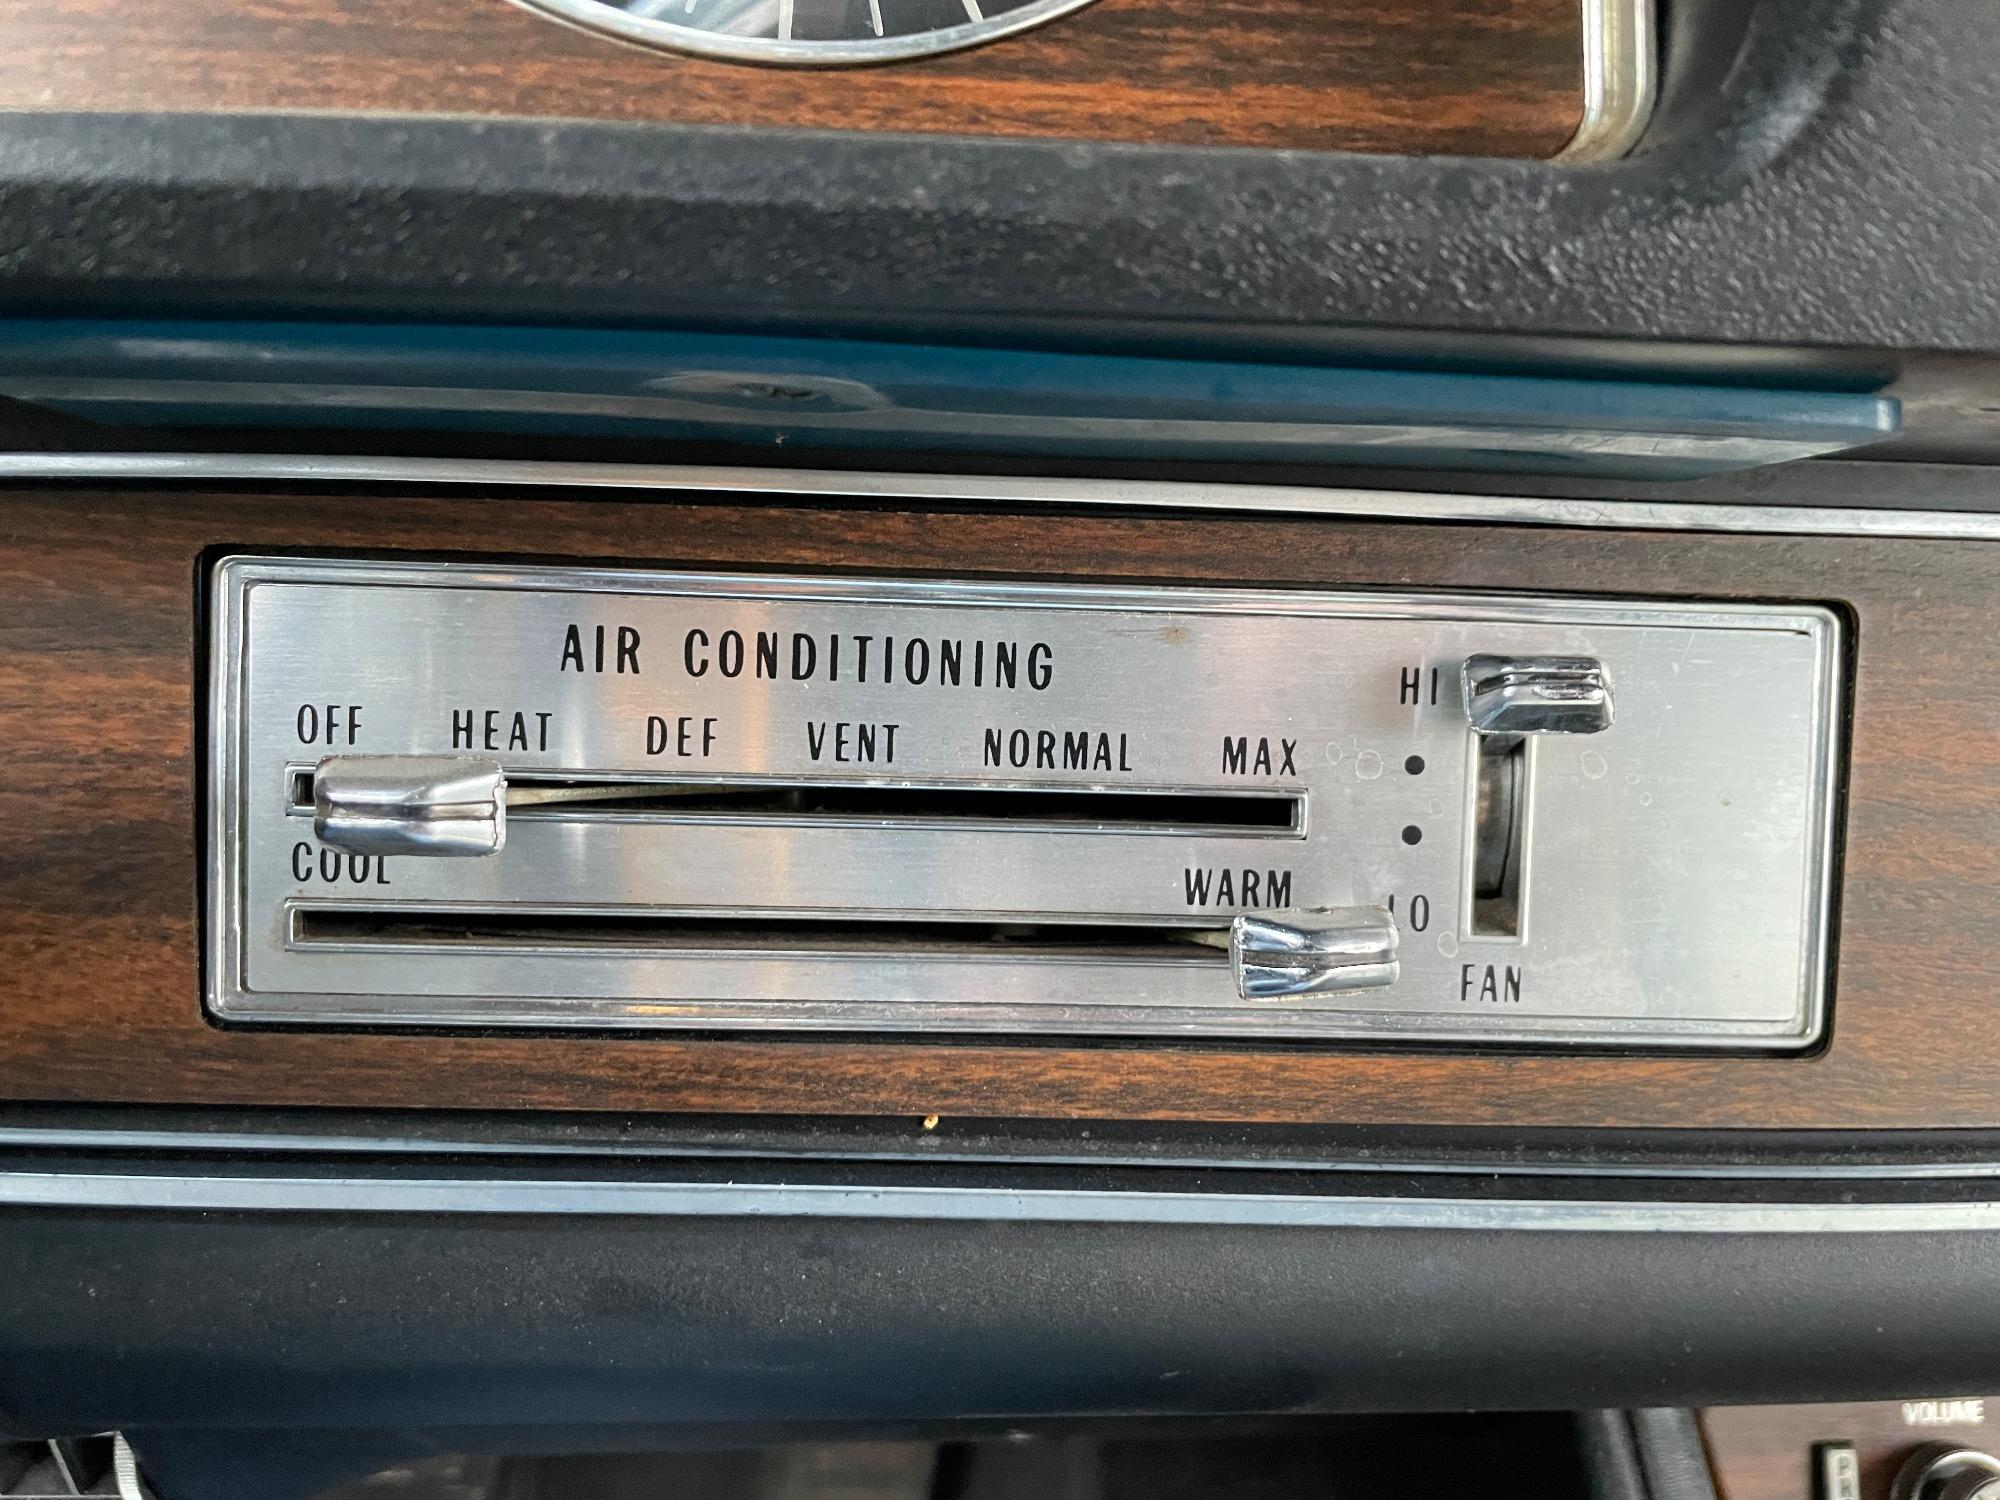 AIR CONDITIONING
OFF HEAT DEF VENT NORMAL MAX
HI
COOL WARM
LO
FAN
VOLUME